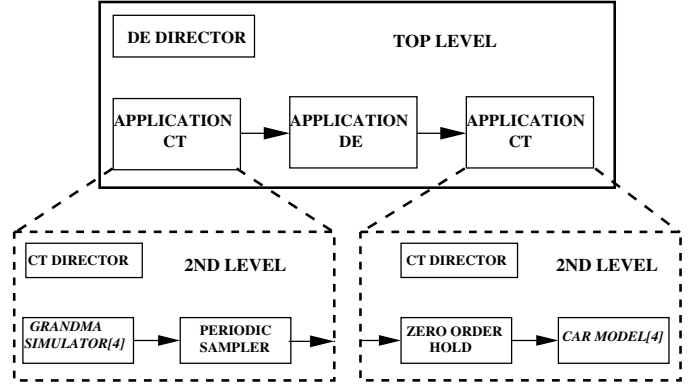 DE DIRECTOR
TOP LEVEL
APPLICATION
CT
APPLICATION
DE
APPLICATION
CT
CT DIRECTOR
2ND LEVEL
GRANDMA
SIMULATOR[4]
PERIODIC
SAMPLER
CT DIRECTOR
2ND LEVEL
ZERO ORDER
HOLD
CAR MODEL[4]